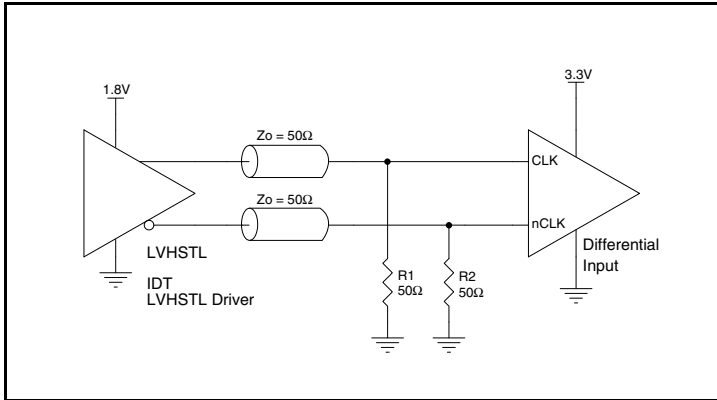 1.8V
3.3V
Zo = 50Ω
CLK
Zo = 50Ω
nCLK
LVHSTL
Differential
Input
IDT
LVHSTL Driver
R1
50Ω
R2
50Ω